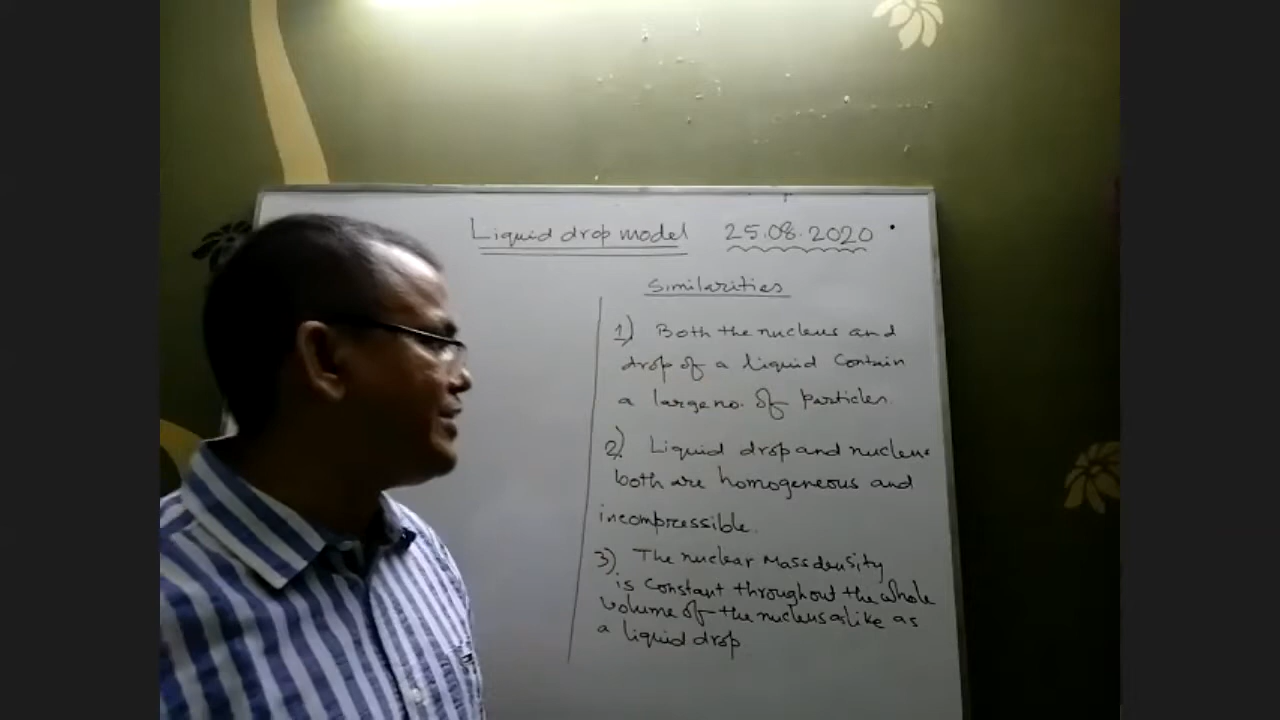 Liquid drop model 25.08.2020
Similarities
1) Both the nucleus and
drop of a liquid contain
a large no. of particles.
2) Liquid drop and nucleus
both are homogeneous and
incompressible.
3) The nuclear mass density
is constant throughout the whole
volume of the nucleus alike as
a liquid drop